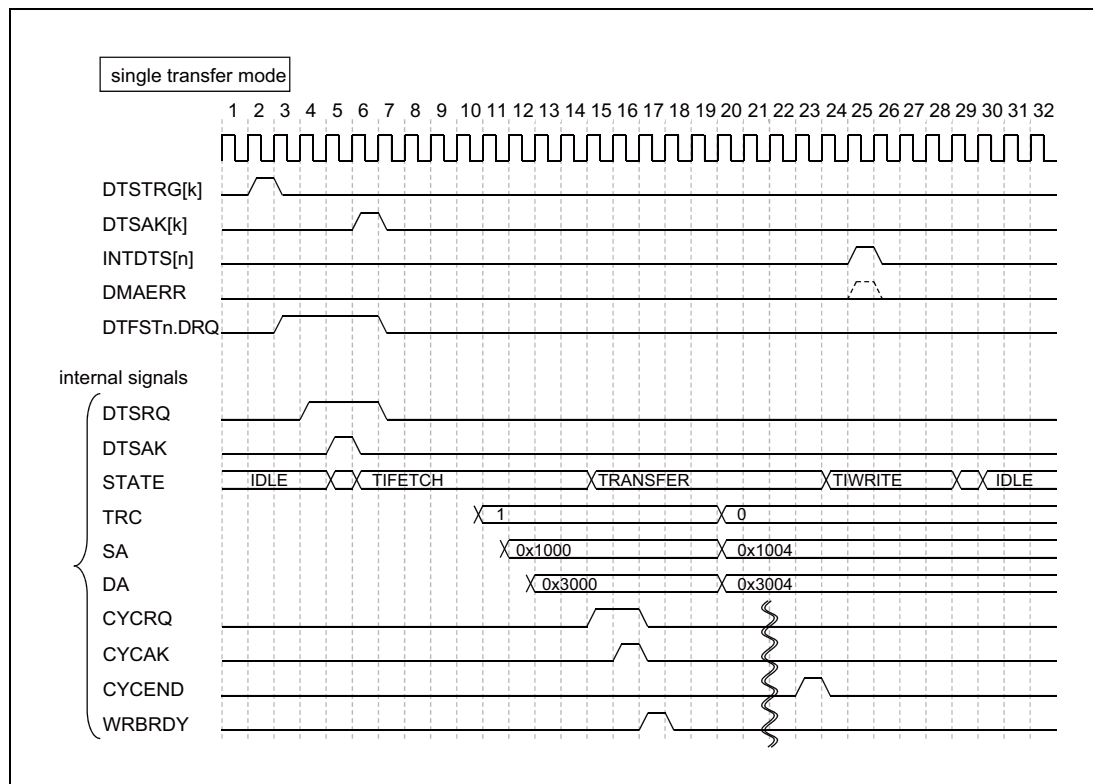 single transfer mode
1 2 3 4 5 6 7 8 9 10 11 12 13 14 15 16 17 18 19 20 21 22 23 24 25 26 27 28 29 30 31 32
DTSTRG[k]
DTSAK[k]
INTDTS[n]
DMAERR
DTFSTn.DRQ
internal signals
DTSRQ
DTSAK
STATE IDLE TIFETCH TRANSFER TIWRITE IDLE
TRC 1 0
SA 0x1000 0x1004
DA 0x3000 0x3004
CYCRQ
CYCAK
CYCEND
WRBRDY